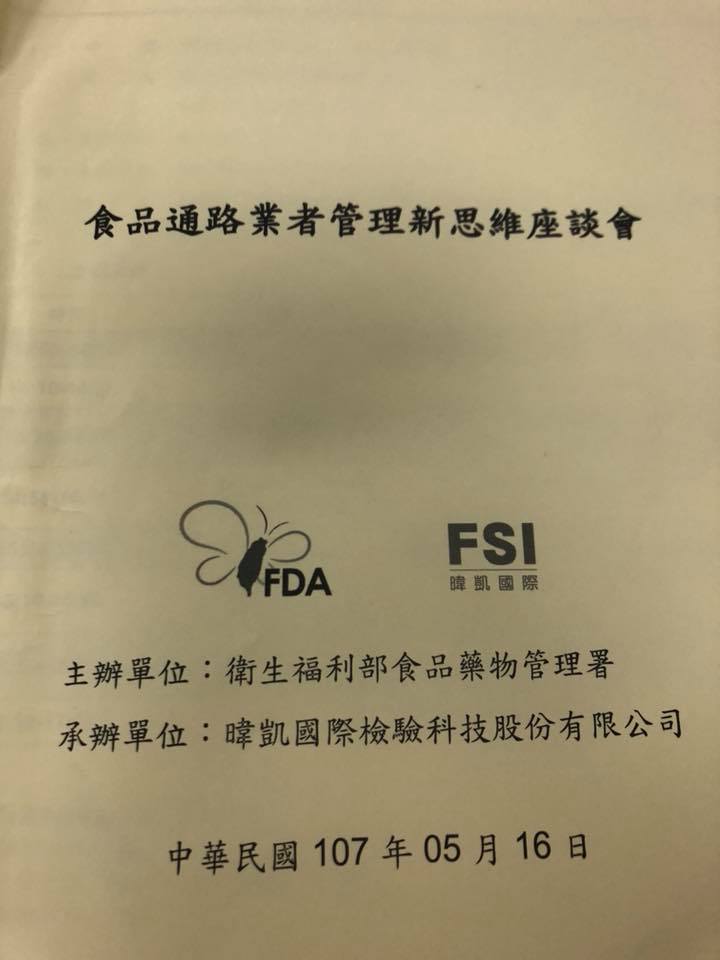 食品通路業者管理新思維座談會
FDA
FSI
暐凱國際
主辦單位：衛生福利部食品藥物管理署
承辦單位：暐凱國際檢驗科技股份有限公司
中華民國 107 年 05 月 16 日